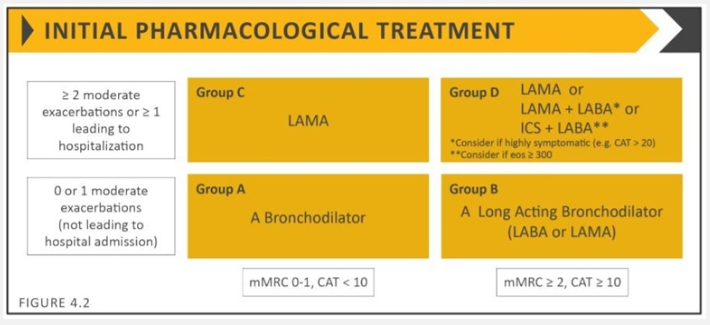 INITIAL PHARMACOLOGICAL TREATMENT
≥ 2 moderate
exacerbations or ≥ 1
leading to
hospitalization
Group C
LAMA
Group D
LAMA or
LAMA + LABA* or
ICS + LABA**
*Consider if highly symptomatic (e.g. CAT > 20)
**Consider if eos ≥ 300
0 or 1 moderate
exacerbations
(not leading to
hospital admission)
Group A
A Bronchodilator
Group B
A Long Acting Bronchodilator
(LABA or LAMA)
mMRC 0-1, CAT < 10
mMRC ≥ 2, CAT ≥ 10
FIGURE 4.2